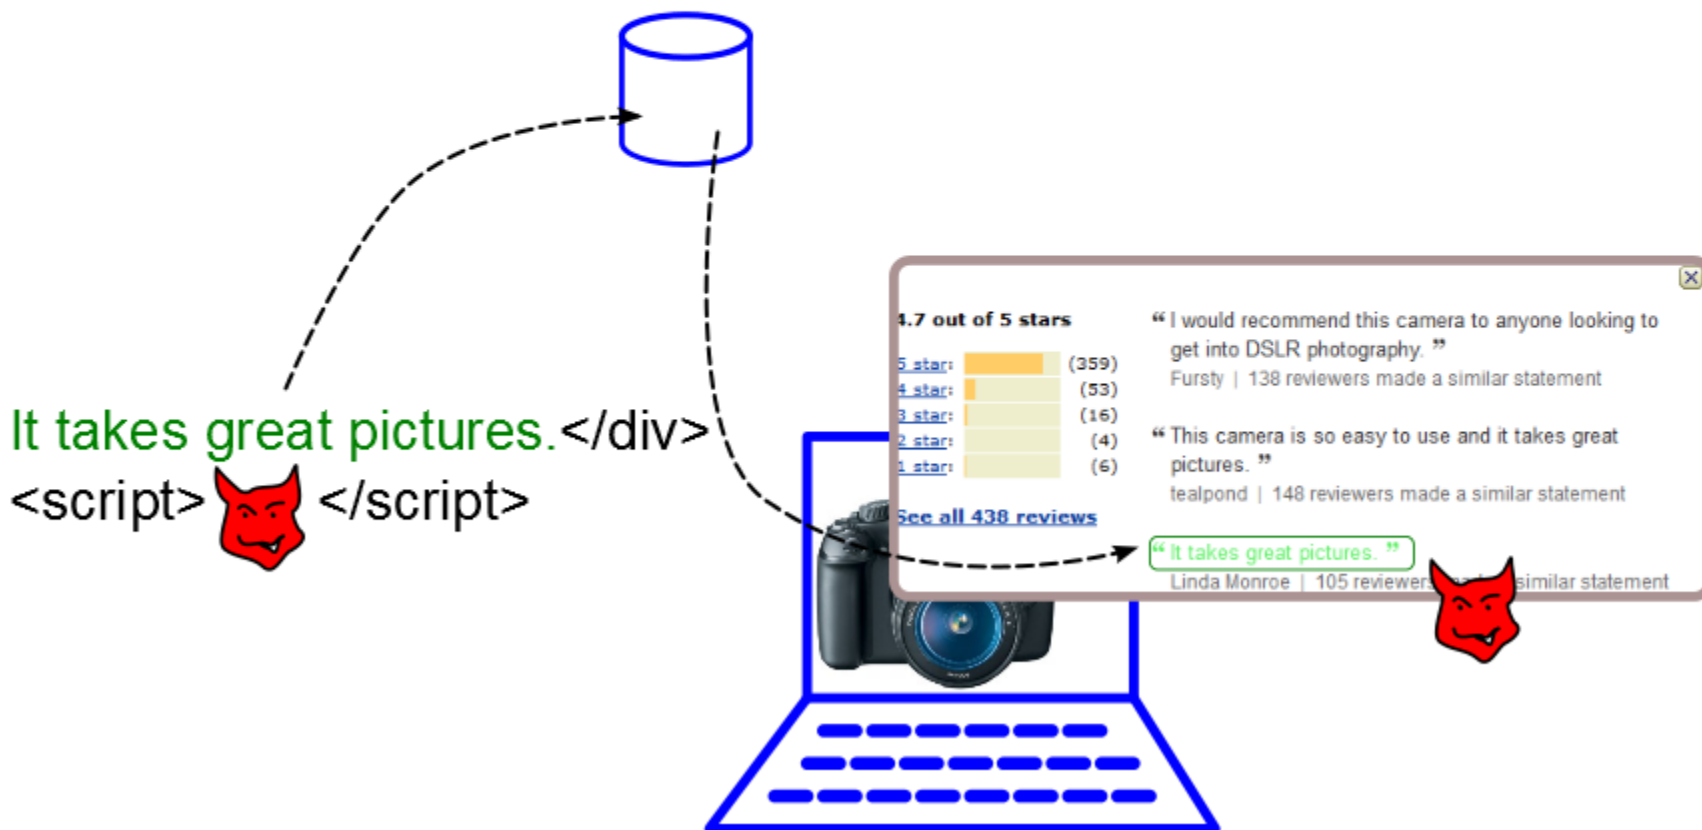 It takes great pictures.</div>
<script> </script>
4.7 out of 5 stars
5 star: (359)
4 star: (53)
3 star: (16)
2 star: (4)
1 star: (6)
See all 438 reviews
“ I would recommend this camera to anyone looking to
get into DSLR photography. ”
Fursty | 138 reviewers made a similar statement
“ This camera is so easy to use and it takes great
pictures. ”
tealpond | 148 reviewers made a similar statement
“ It takes great pictures. ”
Linda Monroe | 105 reviewers similar statement